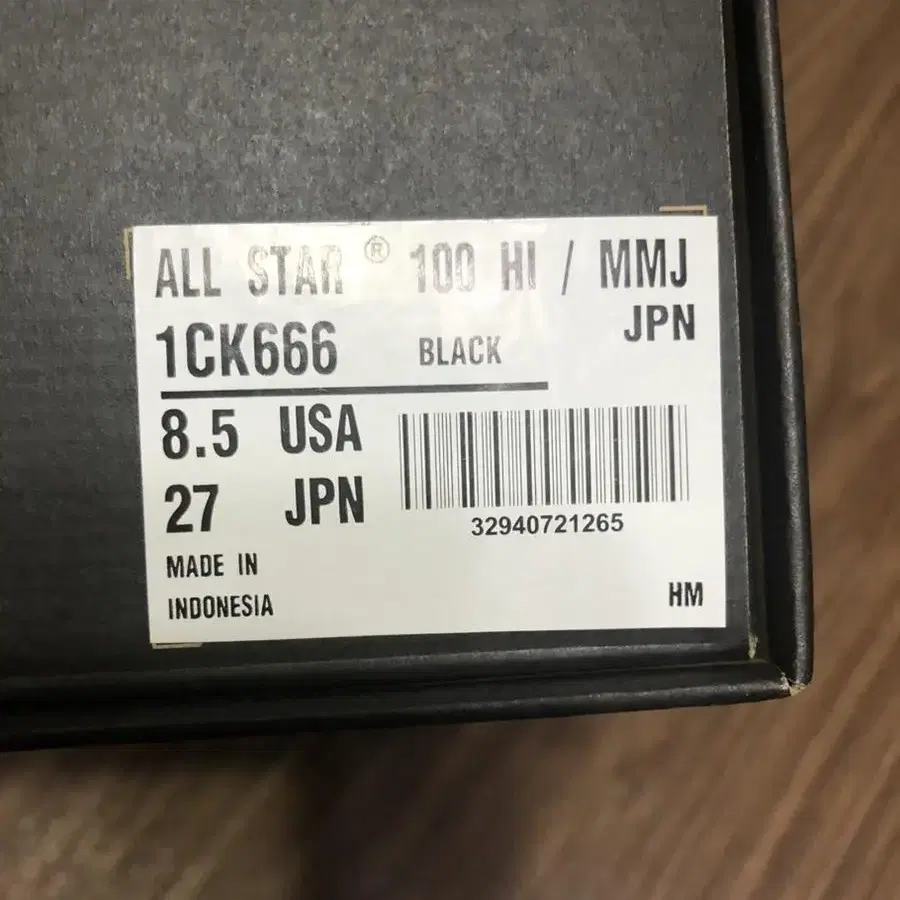 ALL STAR ® 100 HI / MMJ
JPN
1CK666 BLACK
8.5 USA
27 JPN
32940721265
MADE IN
INDONESIA
HM